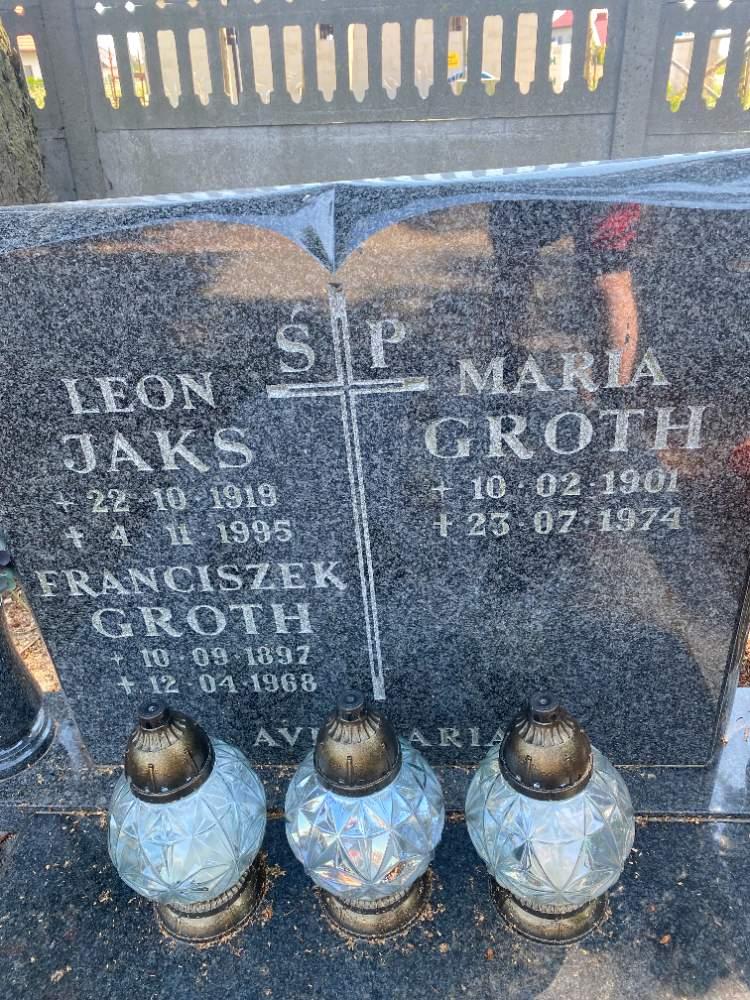 Ś P
LEON
JAKS
22·10·1919
4·11·1995
FRANCISZEK
GROTH
10·09·1897
12·04·1968
MARIA
GROTH
10·02·1901
23·07·1974